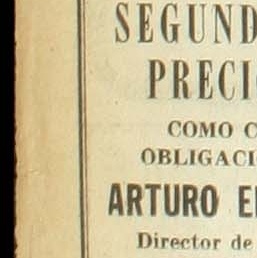 SEGUND
PRECI
COMO C
OBLIGACI
ARTURO E
Director de